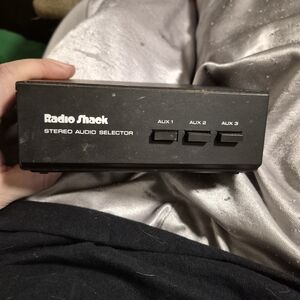 Radio Shack
STEREO AUDIO SELECTOR
AUX 1 AUX 2 AUX 3